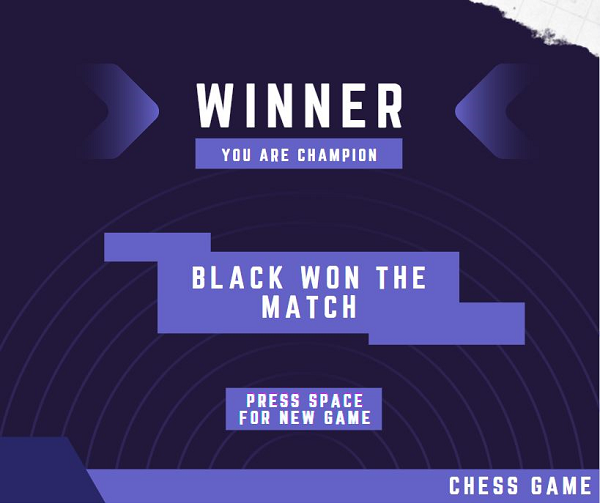 WINNER
YOU ARE CHAMPION
BLACK WON THE
MATCH
PRESS SPACE
FOR NEW GAME
CHESS GAME